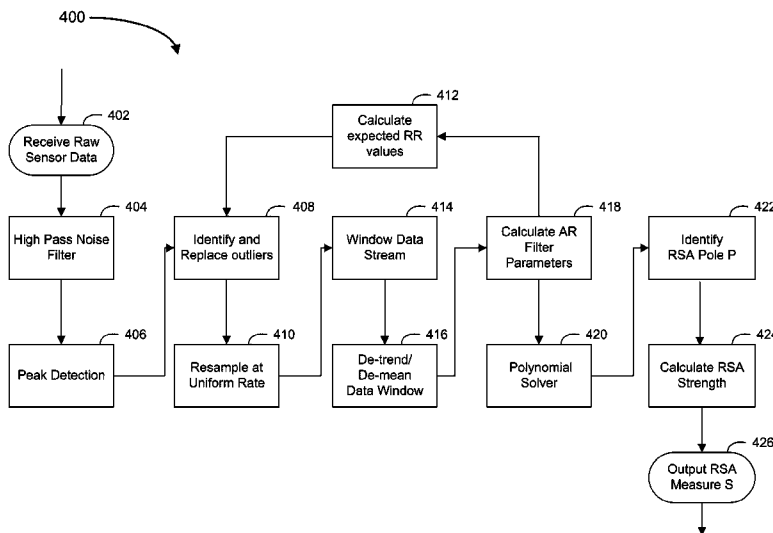 400
402
Receive Raw
Sensor Data
404
High Pass Noise
Filter
406
Peak Detection
408
Identify and
Replace outliers
410
Resample at
Uniform Rate
412
Calculate
expected RR
values
414
Window Data
Stream
416
De-trend/
De-mean
Data Window
418
Calculate AR
Filter
Parameters
420
Polynomial
Solver
422
Identify
RSA Pole P
424
Calculate RSA
Strength
426
Output RSA
Measure S